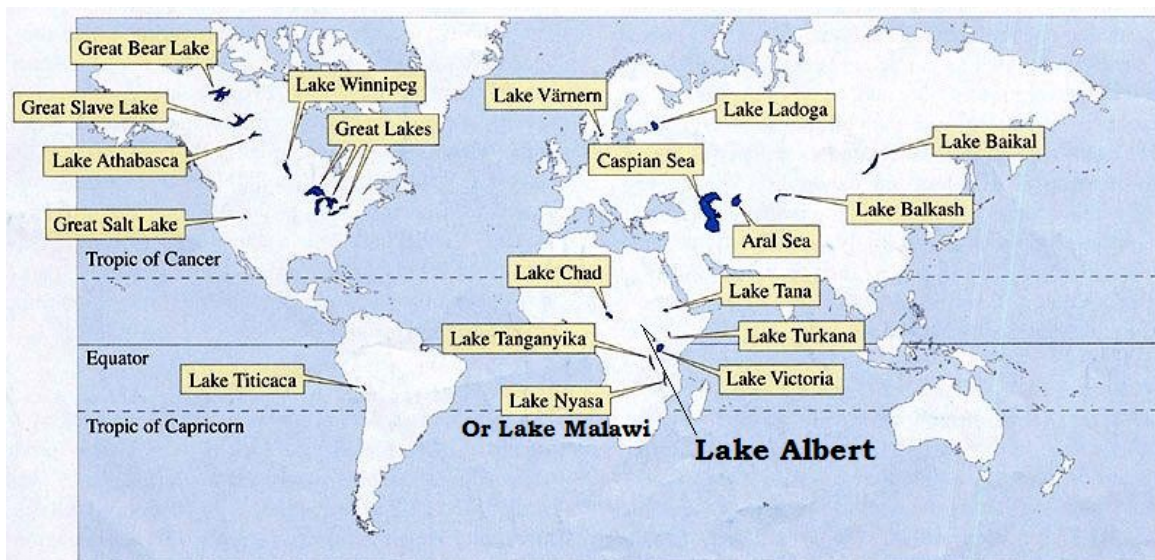 Great Bear Lake
Lake Winnipeg
Great Slave Lake
Great Lakes
Lake Athabasca
Great Salt Lake
Tropic of Cancer
Lake Värnern
Lake Ladoga
Lake Baikal
Caspian Sea
Lake Balkash
Aral Sea
Lake Chad
Lake Tana
Lake Tanganyika
Lake Turkana
Equator
Lake Titicaca
Lake Victoria
Lake Nyasa
Or Lake Malawi
Tropic of Capricorn
Lake Albert